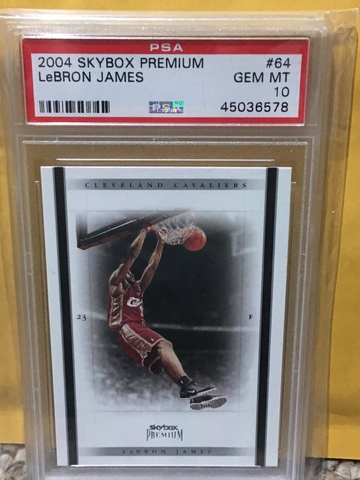 PSA
2004 SKYBOX PREMIUM #64
LeBRON JAMES GEM MT
10
45036578
CLEVELAND CAVALIERS
23 F
skybox
PREMIUM
LeBRON JAMES